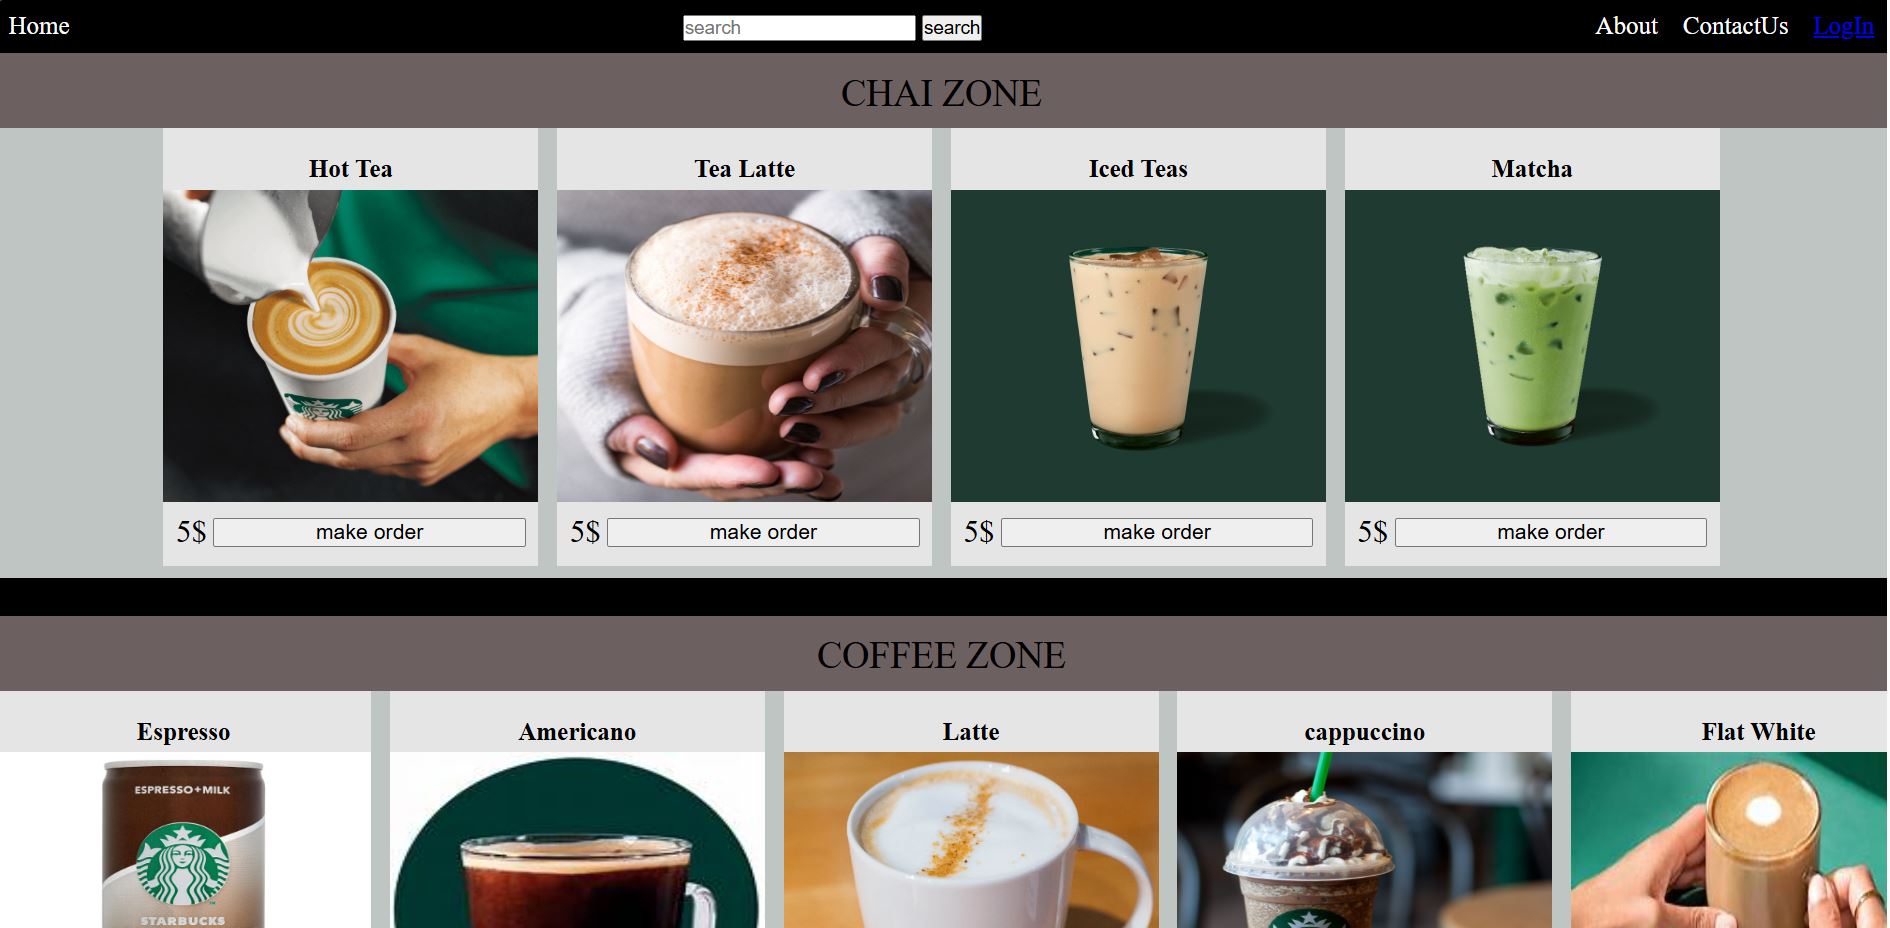 Home search search About ContactUs LogIn
CHAI ZONE
Hot Tea Tea Latte Iced Teas Matcha
5$ make order 5$ make order 5$ make order 5$ make order
COFFEE ZONE
Espresso Americano Latte cappuccino Flat White
ESPRESSO+MILK
STARBUCKS